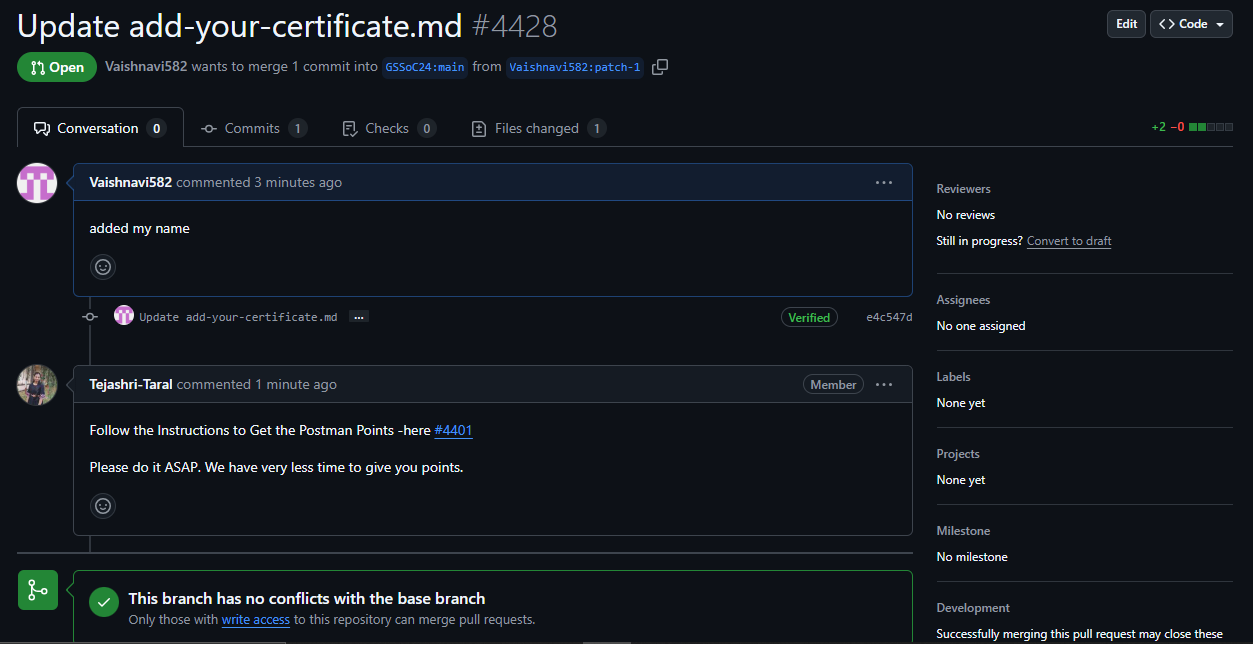 Update add-your-certificate.md #4428
Edit
<> Code
Open
Vaishnavi582 wants to merge 1 commit into GSSoC24:main from Vaishnavi582:patch-1
Conversation 0
Commits 1
Checks 0
Files changed 1
+2 −0
Vaishnavi582 commented 3 minutes ago
added my name
Update add-your-certificate.md ...
Verified
e4c547d
Tejashri-Taral commented 1 minute ago
Member
Follow the Instructions to Get the Postman Points -here #4401
Please do it ASAP. We have very less time to give you points.
This branch has no conflicts with the base branch
Only those with write access to this repository can merge pull requests.
Reviewers
No reviews
Still in progress? Convert to draft
Assignees
No one assigned
Labels
None yet
Projects
None yet
Milestone
No milestone
Development
Successfully merging this pull request may close these